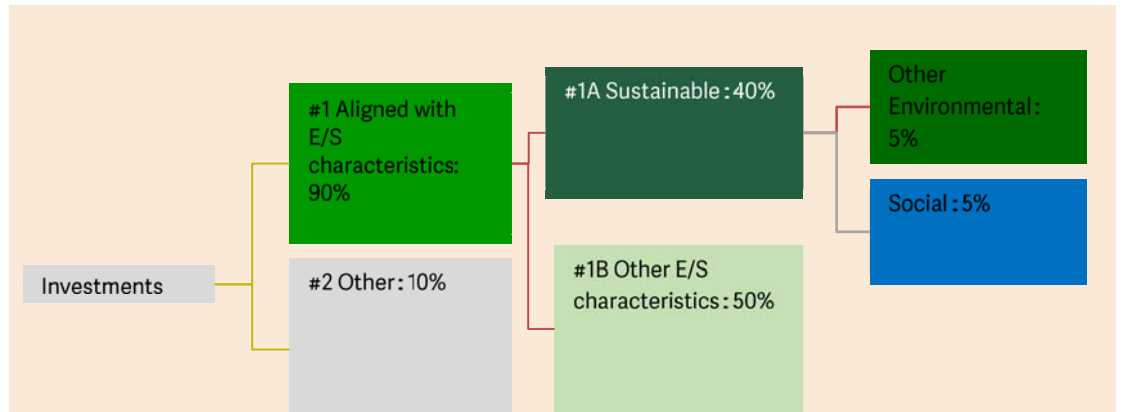 Investments
#1 Aligned with
E/S
characteristics:
90%
#2 Other: 10%
#1A Sustainable: 40%
#1B Other E/S
characteristics: 50%
Other
Environmental:
5%
Social: 5%